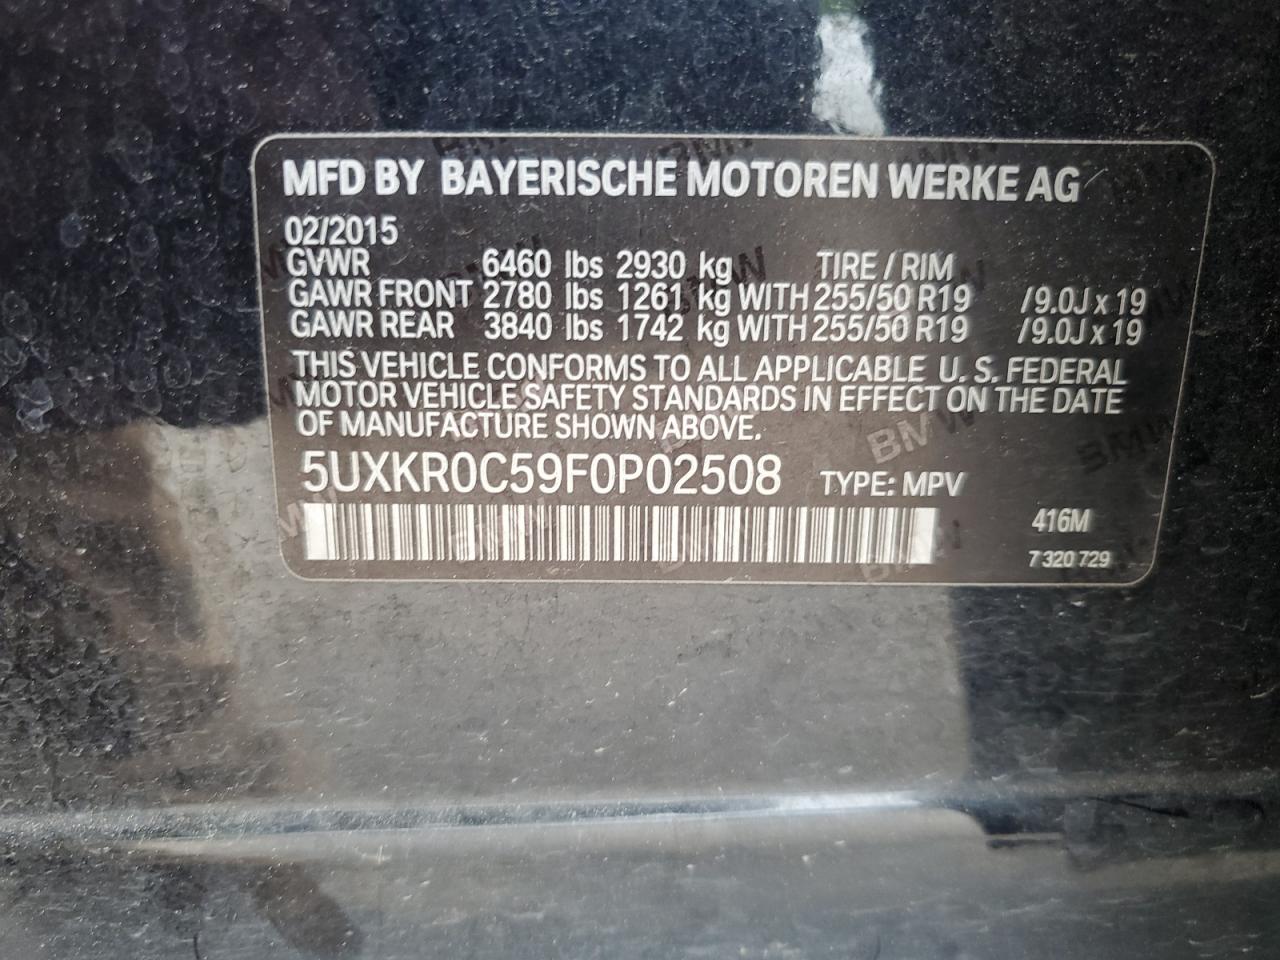 MFD BY BAYERISCHE MOTOREN WERKE AG
02/2015
GVWR 6460 lbs 2930 kg TIRE / RIM
GAWR FRONT 2780 lbs 1261 kg WITH 255/50 R19 /9.0J x 19
GAWR REAR 3840 lbs 1742 kg WITH 255/50 R19 /9.0J x 19
THIS VEHICLE CONFORMS TO ALL APPLICABLE U.S. FEDERAL
MOTOR VEHICLE SAFETY STANDARDS IN EFFECT ON THE DATE
OF MANUFACTURE SHOWN ABOVE.
5UXKR0C59F0P02508 TYPE: MPV
416M
7 320 729